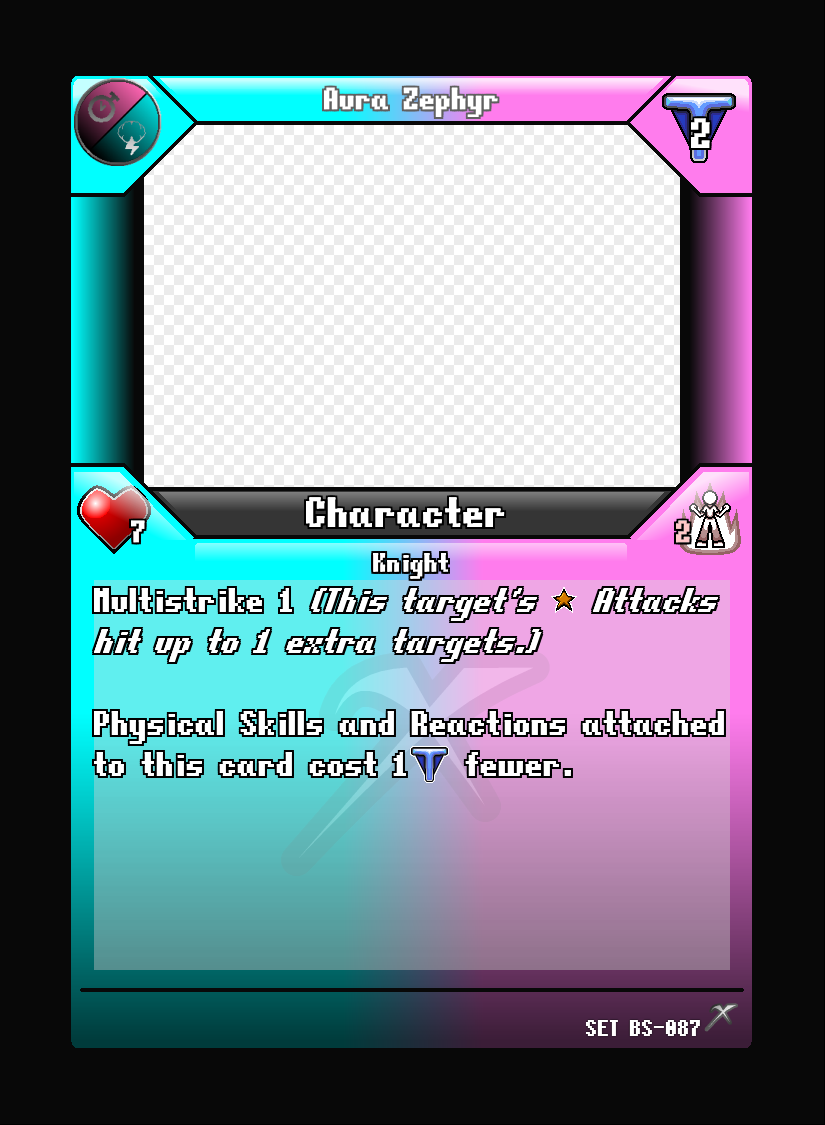 Aura Zephyr
2
Character
7
2
Knight
Multistrike 1 (This target's Attacks
hit up to 1 extra targets.)
Physical Skills and Reactions attached
to this card cost 1 fewer.
SET BS-087